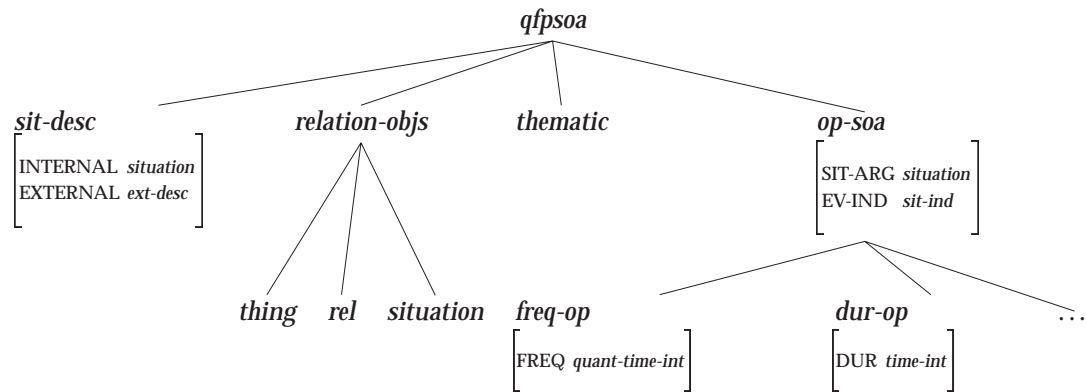 qfpsoa
sit-desc relation-objs thematic op-soa
INTERNAL situation SIT-ARG situation
EXTERNAL ext-desc EV-IND sit-ind
thing rel situation freq-op dur-op ...
FREQ quant-time-int DUR time-int